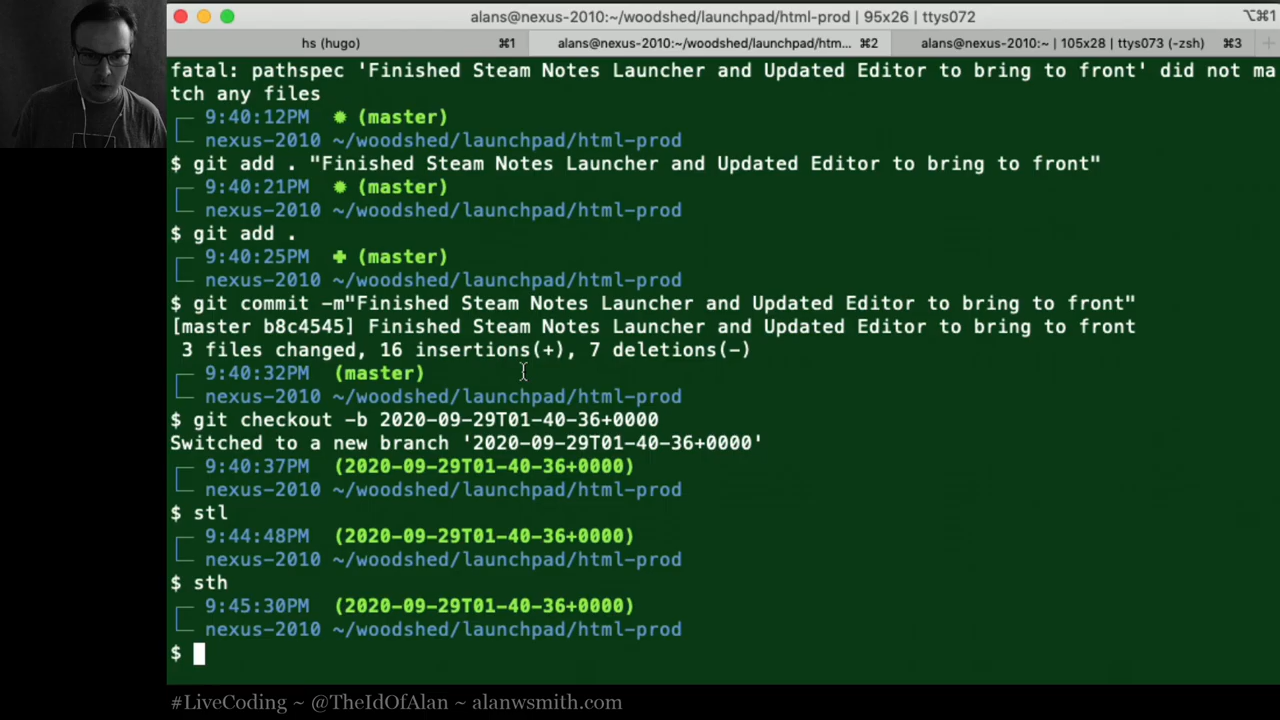 alans@nexus-2010:~/woodshed/launchpad/html-prod | 95x26 | ttys072
⌥⌘1
hs (hugo)
⌘1
alans@nexus-2010:~/woodshed/launchpad/htm...
⌘2
alans@nexus-2010:~ | 105x28 | ttys073 (-zsh)
⌘3
fatal: pathspec 'Finished Steam Notes Launcher and Updated Editor to bring to front' did not ma
tch any files
9:40:12PM ✹ (master)
nexus-2010 ~/woodshed/launchpad/html-prod
$ git add . "Finished Steam Notes Launcher and Updated Editor to bring to front"
9:40:21PM ✹ (master)
nexus-2010 ~/woodshed/launchpad/html-prod
$ git add .
9:40:25PM ✚ (master)
nexus-2010 ~/woodshed/launchpad/html-prod
$ git commit -m"Finished Steam Notes Launcher and Updated Editor to bring to front"
[master b8c4545] Finished Steam Notes Launcher and Updated Editor to bring to front
3 files changed, 16 insertions(+), 7 deletions(-)
9:40:32PM (master)
nexus-2010 ~/woodshed/launchpad/html-prod
$ git checkout -b 2020-09-29T01-40-36+0000
Switched to a new branch '2020-09-29T01-40-36+0000'
9:40:37PM (2020-09-29T01-40-36+0000)
nexus-2010 ~/woodshed/launchpad/html-prod
$ stl
9:44:48PM (2020-09-29T01-40-36+0000)
nexus-2010 ~/woodshed/launchpad/html-prod
$ sth
9:45:30PM (2020-09-29T01-40-36+0000)
nexus-2010 ~/woodshed/launchpad/html-prod
$
#LiveCoding ~ @TheIdOfAlan ~ alanwsmith.com